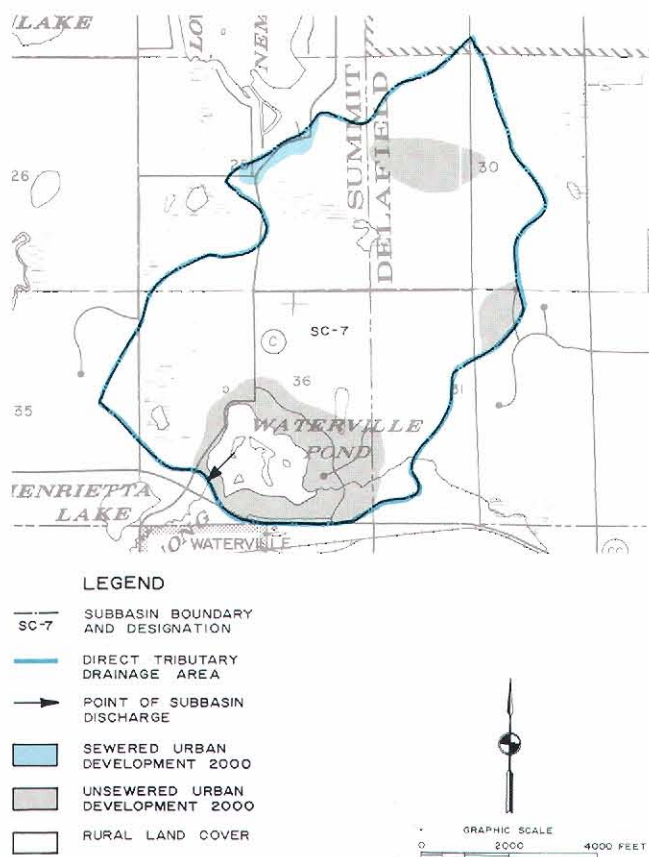 LAKE
NEM
SUMMIT
DELAFIELD
26
25
30
C
SC-7
35
36
31
WATERVILLE
POND
HENRIETTA
LAKE
WATERVILLE
LEGEND
SC-7 SUBBASIN BOUNDARY
AND DESIGNATION
DIRECT TRIBUTARY
DRAINAGE AREA
POINT OF SUBBASIN
DISCHARGE
SEWERED URBAN
DEVELOPMENT 2000
UNSEWERED URBAN
DEVELOPMENT 2000
RURAL LAND COVER
GRAPHIC SCALE
0 2000 4000 FEET